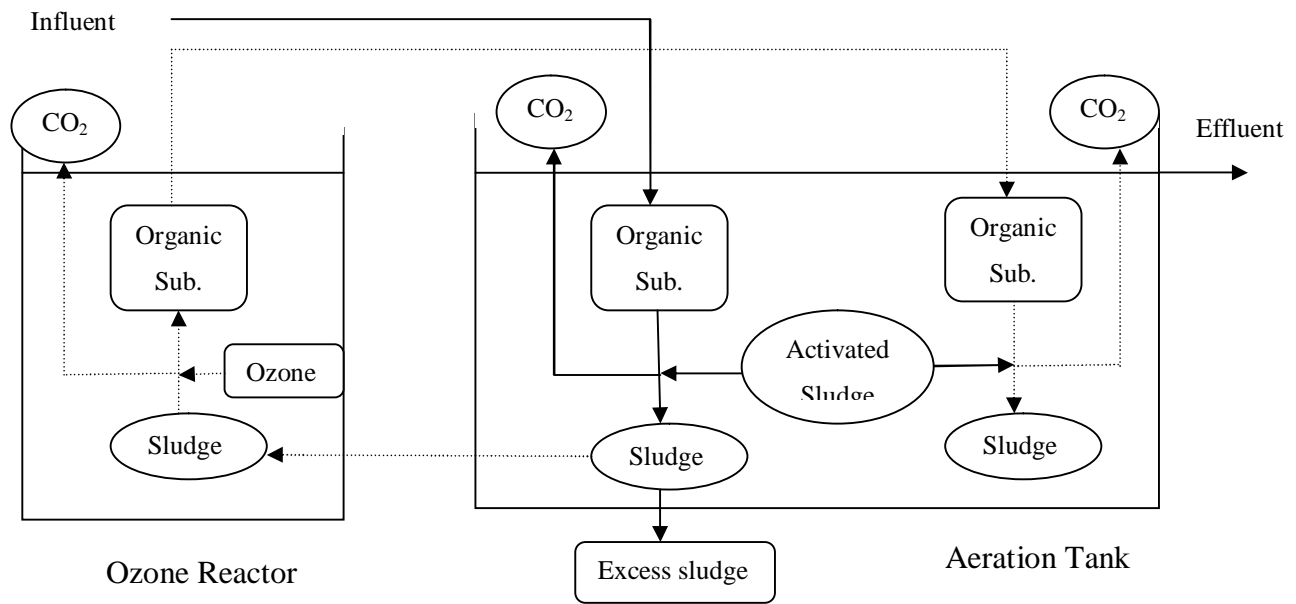 Influent
CO₂
CO₂
CO₂
Effluent
Organic
Sub.
Organic
Sub.
Organic
Sub.
Ozone
Activated
Sludge
Sludge
Sludge
Sludge
Excess sludge
Ozone Reactor
Aeration Tank